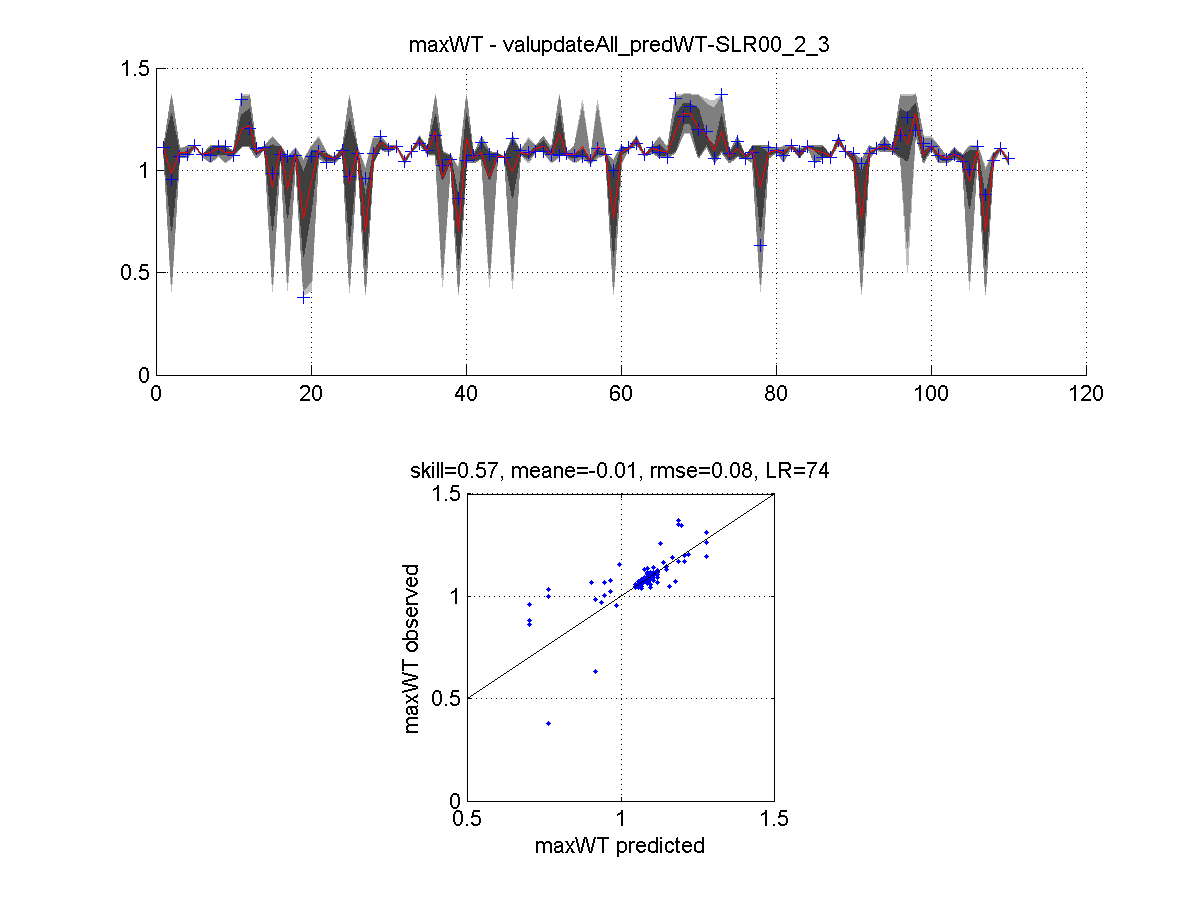 maxWT - valupdateAll_predWT-SLR00_2_3
1.5
1
0.5
0
0 20 40 60 80 100 120
skill=0.57, meane=-0.01, rmse=0.08, LR=74
1.5
1
0.5
0
maxWT observed
0.5 1 1.5
maxWT predicted